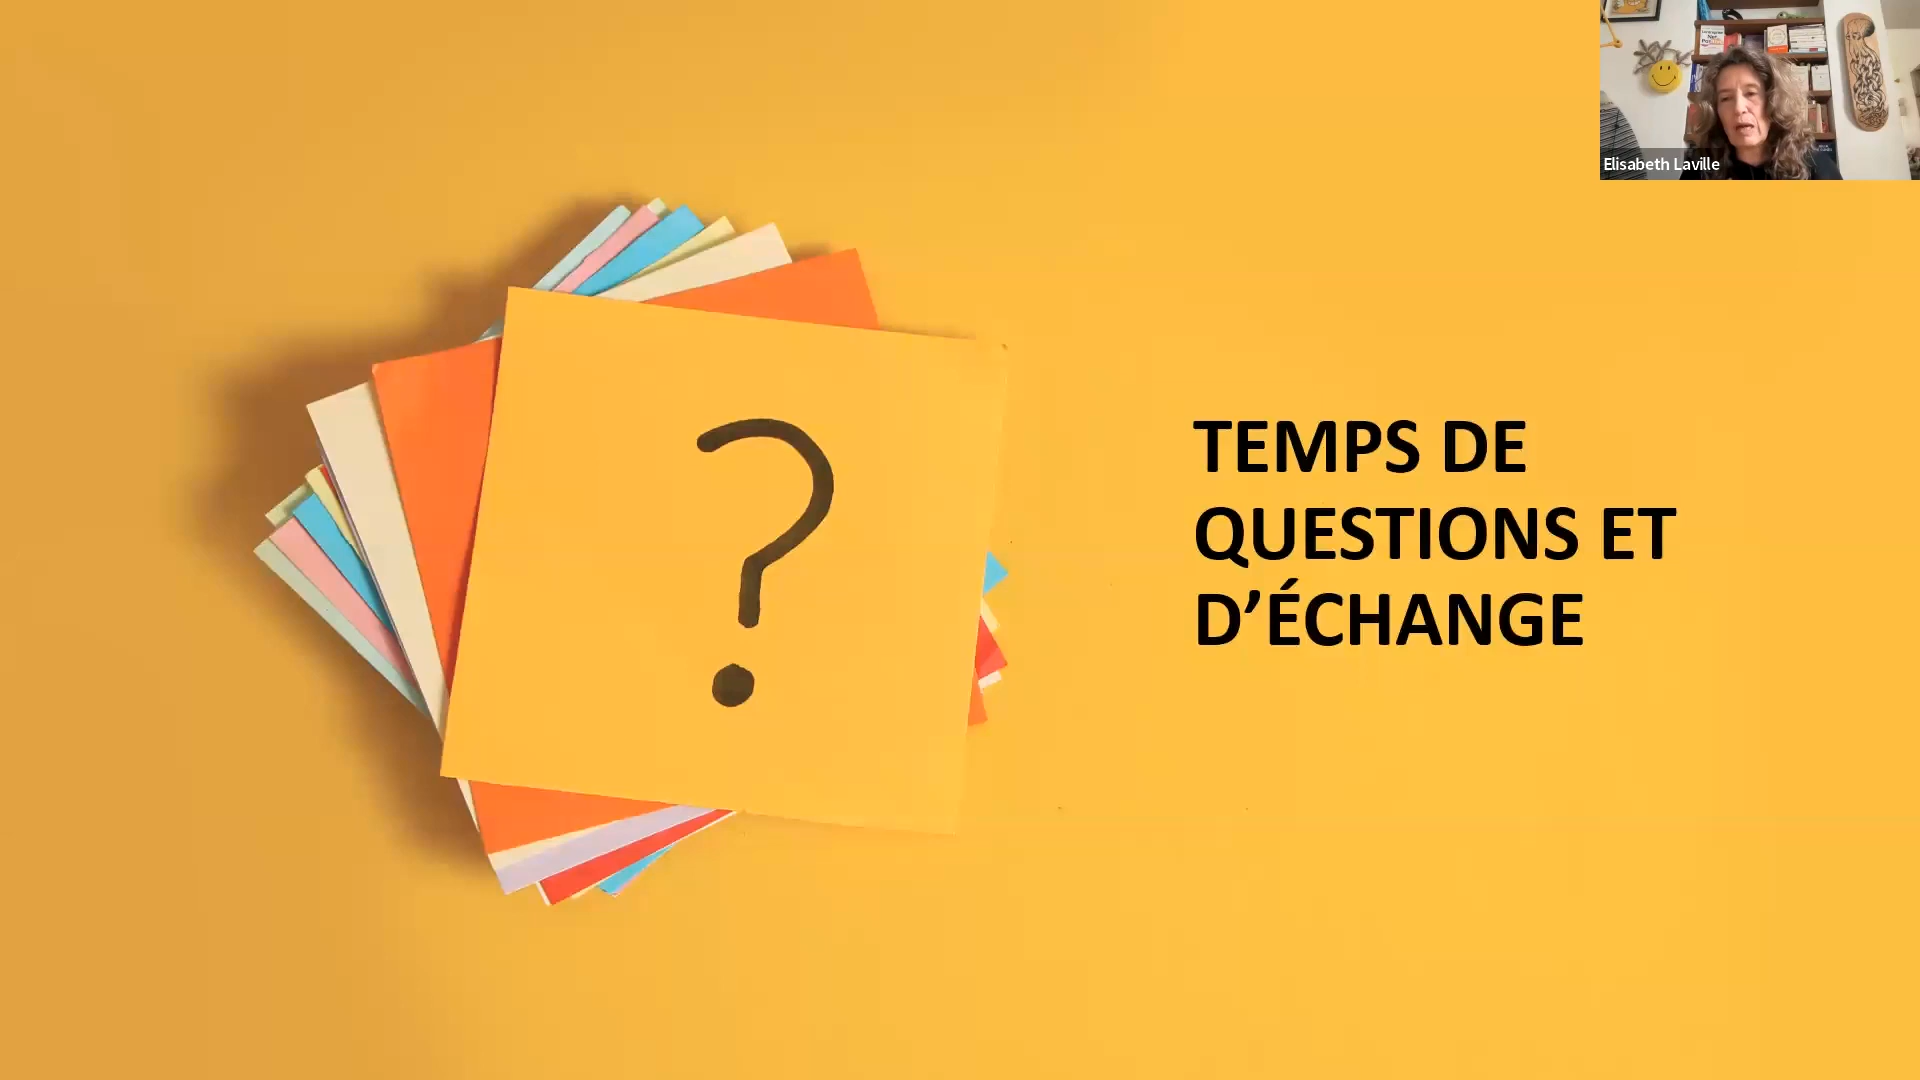 ?
TEMPS DE
QUESTIONS ET
D’ÉCHANGE
Elisabeth Laville